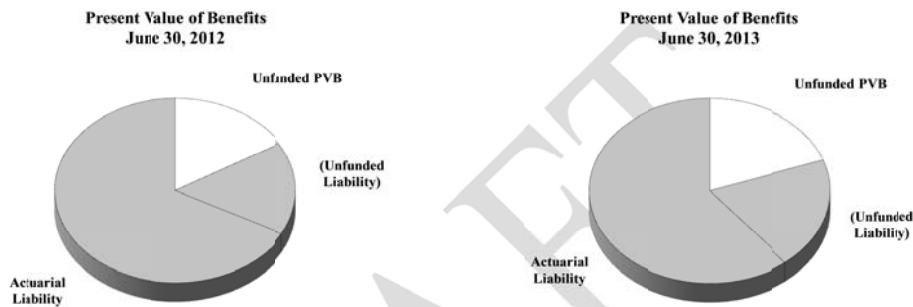 Present Value of Benefits
June 30, 2012
Unfunded PVB
(Unfunded
Liability)
Actuarial
Liability
Present Value of Benefits
June 30, 2013
Unfunded PVB
(Unfunded
Liability)
Actuarial
Liability